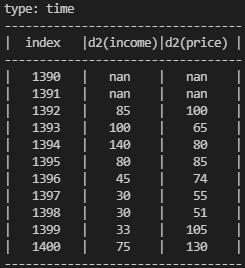 type: time
---------------------------------
|  index  |d2(income)|d2(price) |
---------------------------------
|  1390   |   nan    |   nan    |
|  1391   |   nan    |   nan    |
|  1392   |    85    |   100    |
|  1393   |   100    |    65    |
|  1394   |   140    |    80    |
|  1395   |    80    |    85    |
|  1396   |    45    |    74    |
|  1397   |    30    |    55    |
|  1398   |    30    |    51    |
|  1399   |    33    |   105    |
|  1400   |    75    |   130    |
---------------------------------